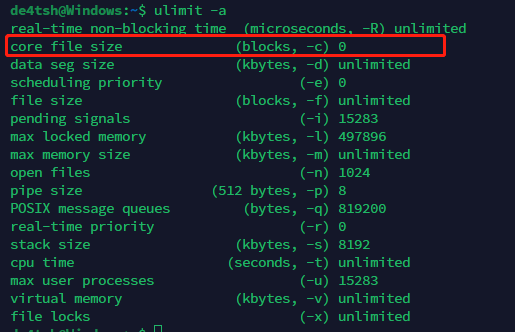 de4tsh@Windows:~$ ulimit -a
real-time non-blocking time  (microseconds, -R) unlimited
core file size              (blocks, -c) 0
data seg size               (kbytes, -d) unlimited
scheduling priority                 (-e) 0
file size                   (blocks, -f) unlimited
pending signals                     (-i) 15283
max locked memory           (kbytes, -l) 497896
max memory size             (kbytes, -m) unlimited
open files                          (-n) 1024
pipe size                (512 bytes, -p) 8
POSIX message queues         (bytes, -q) 819200
real-time priority                  (-r) 0
stack size                  (kbytes, -s) 8192
cpu time                   (seconds, -t) unlimited
max user processes                  (-u) 15283
virtual memory              (kbytes, -v) unlimited
file locks                          (-x) unlimited
de4tsh@Windows:~$